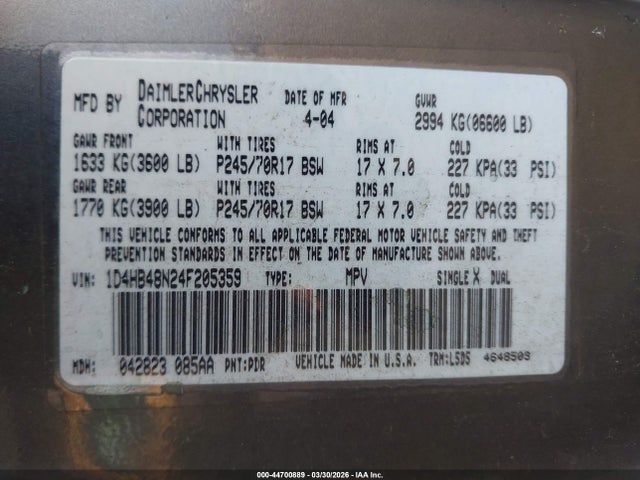 MFD BY DAIMLERCHRYSLER CORPORATION DATE OF MFR 4-04 GVWR 2994 KG(06600 LB)
GAWR FRONT WITH TIRES RIMS AT COLD
1633 KG(3600 LB) P245/70R17 BSW 17 X 7.0 227 KPA(33 PSI)
GAWR REAR WITH TIRES RIMS AT COLD
1770 KG(3900 LB) P245/70R17 BSW 17 X 7.0 227 KPA(33 PSI)
THIS VEHICLE CONFORMS TO ALL APPLICABLE FEDERAL MOTOR VEHICLE SAFETY AND THEFT
PREVENTION STANDARDS IN EFFECT ON THE DATE OF MANUFACTURE SHOWN ABOVE.
VIN: 1D4HB48N24F205359 TYPE: MPV SINGLE X DUAL
MDH: 042823 085AA PNT:PDR VEHICLE MADE IN U.S.A. TRM:L5D5 4648503
000-44700889 - 03/30/2026 - IAA Inc.